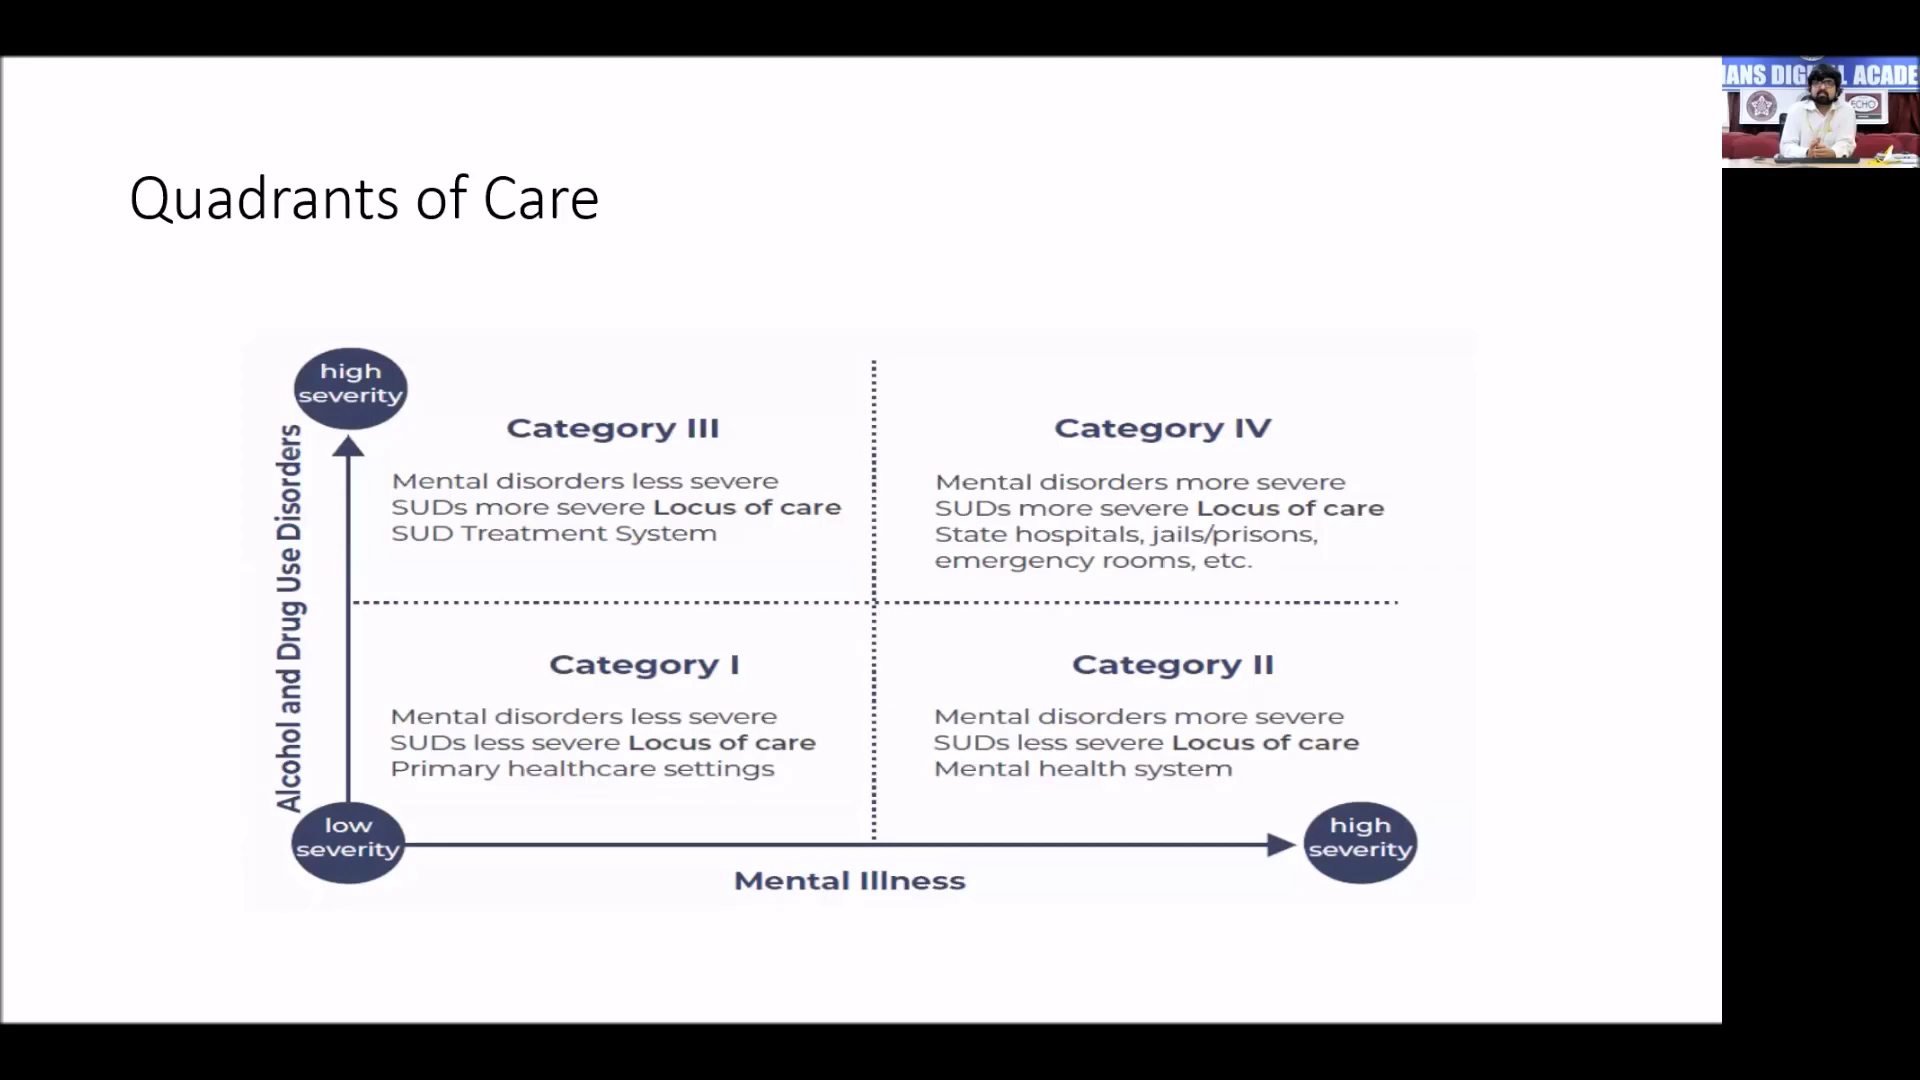 Quadrants of Care
high
severity
Alcohol and Drug Use Disorders
Category III
Mental disorders less severe
SUDs more severe Locus of care
SUD Treatment System
Category IV
Mental disorders more severe
SUDs more severe Locus of care
State hospitals, jails/prisons,
emergency rooms, etc.
Category I
Mental disorders less severe
SUDs less severe Locus of care
Primary healthcare settings
Category II
Mental disorders more severe
SUDs less severe Locus of care
Mental health system
low
severity
high
severity
Mental Illness
ECHO